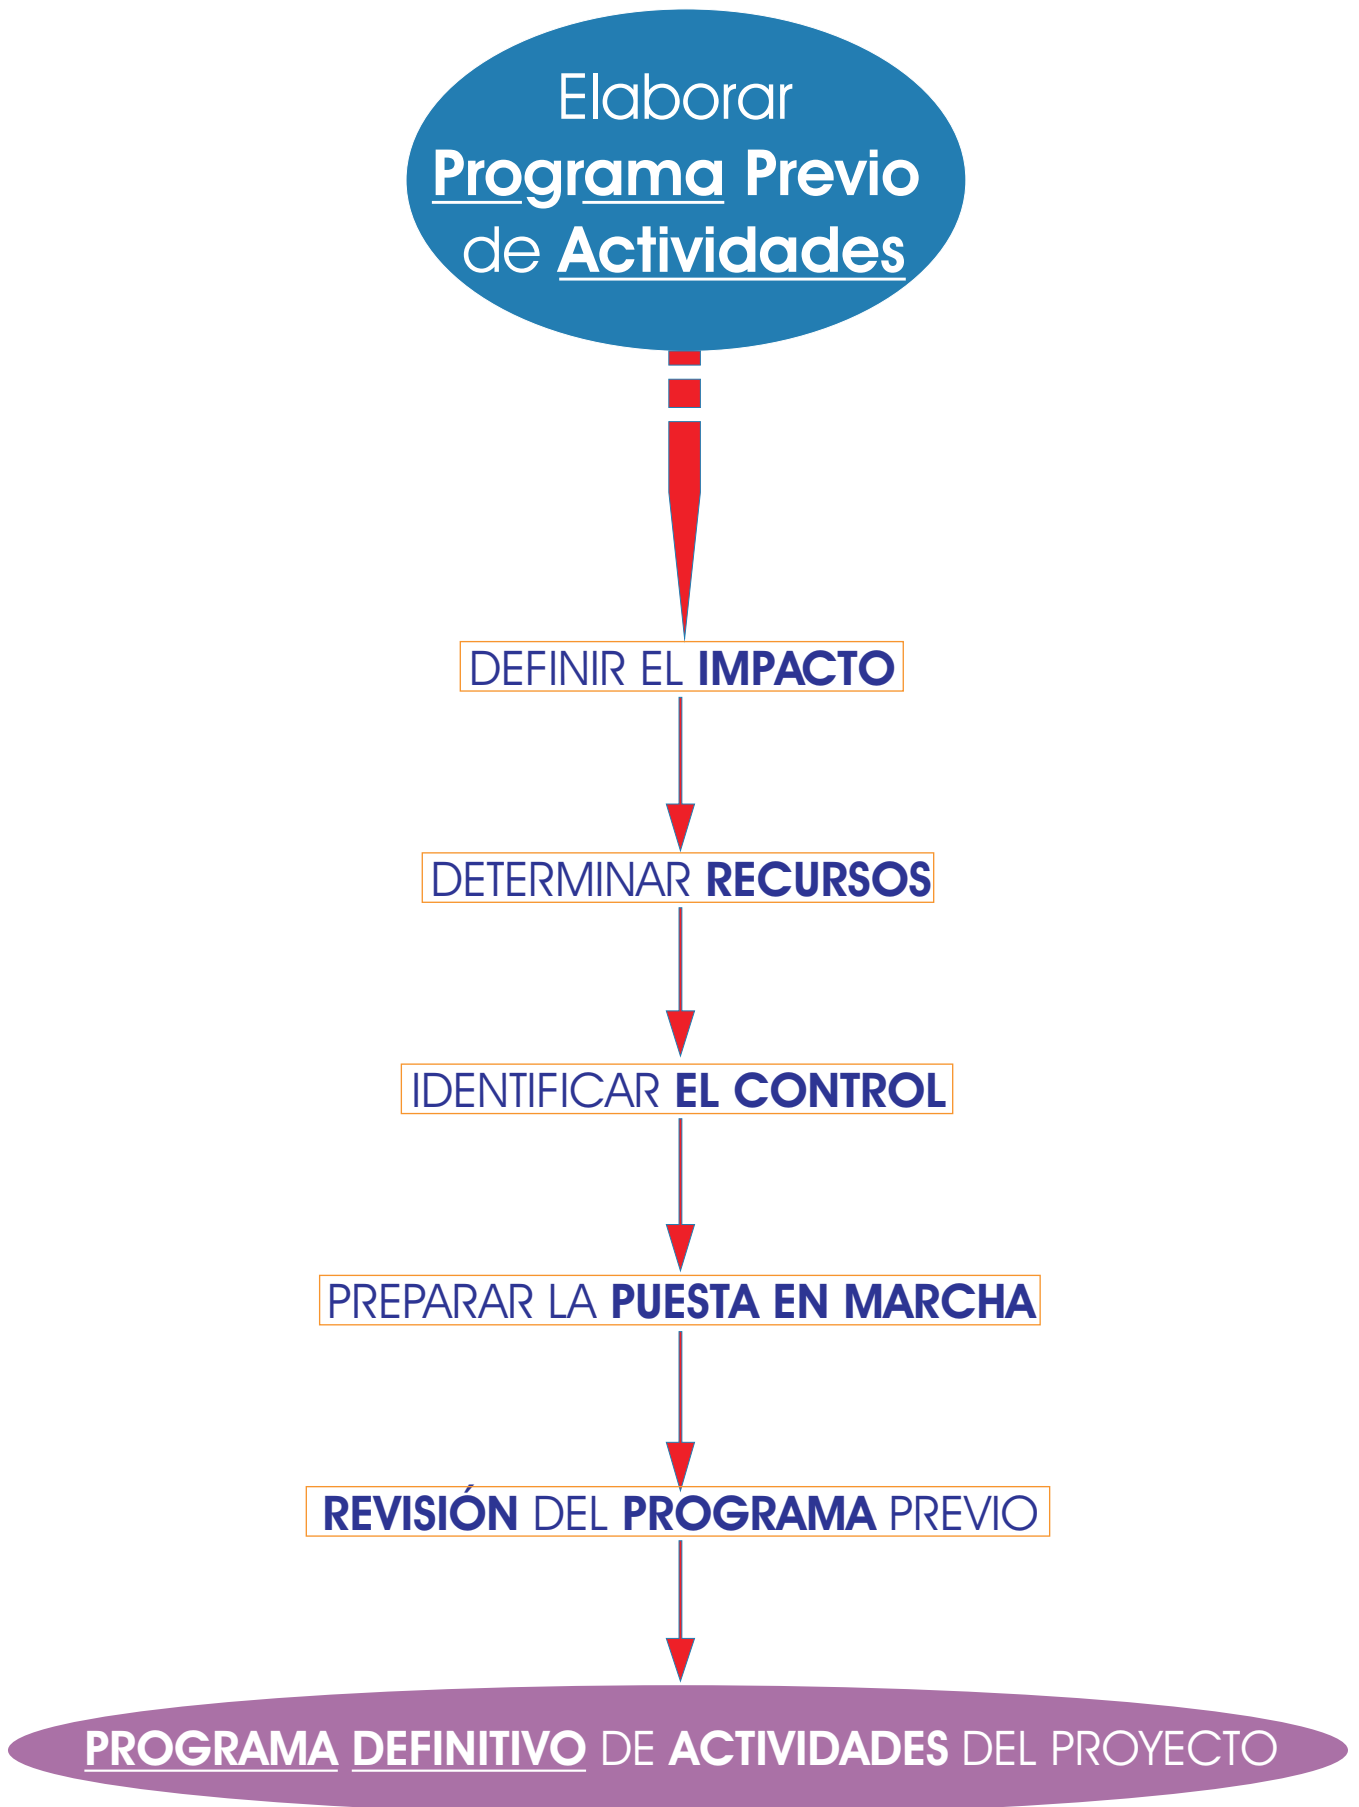 Elaborar
Programa Previo
de Actividades
DEFINIR EL IMPACTO
DETERMINAR RECURSOS
IDENTIFICAR EL CONTROL
PREPARAR LA PUESTA EN MARCHA
REVISIÓN DEL PROGRAMA PREVIO
PROGRAMA DEFINITIVO DE ACTIVIDADES DEL PROYECTO